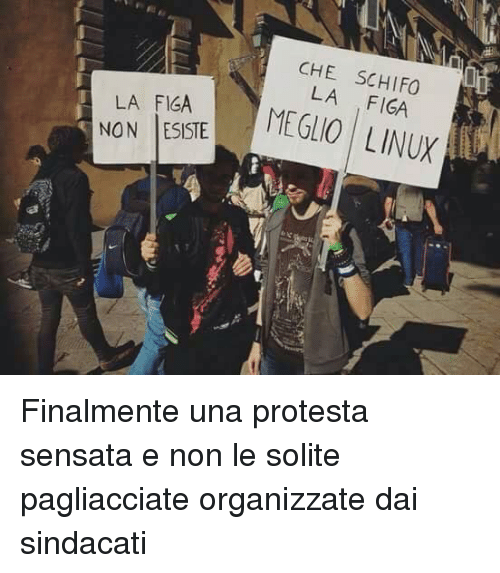 LA FIGA
NON ESISTE
CHE SCHIFO
LA FIGA
MEGLIO LINUX
Finalmente una protesta
sensata e non le solite
pagliacciate organizzate dai
sindacati